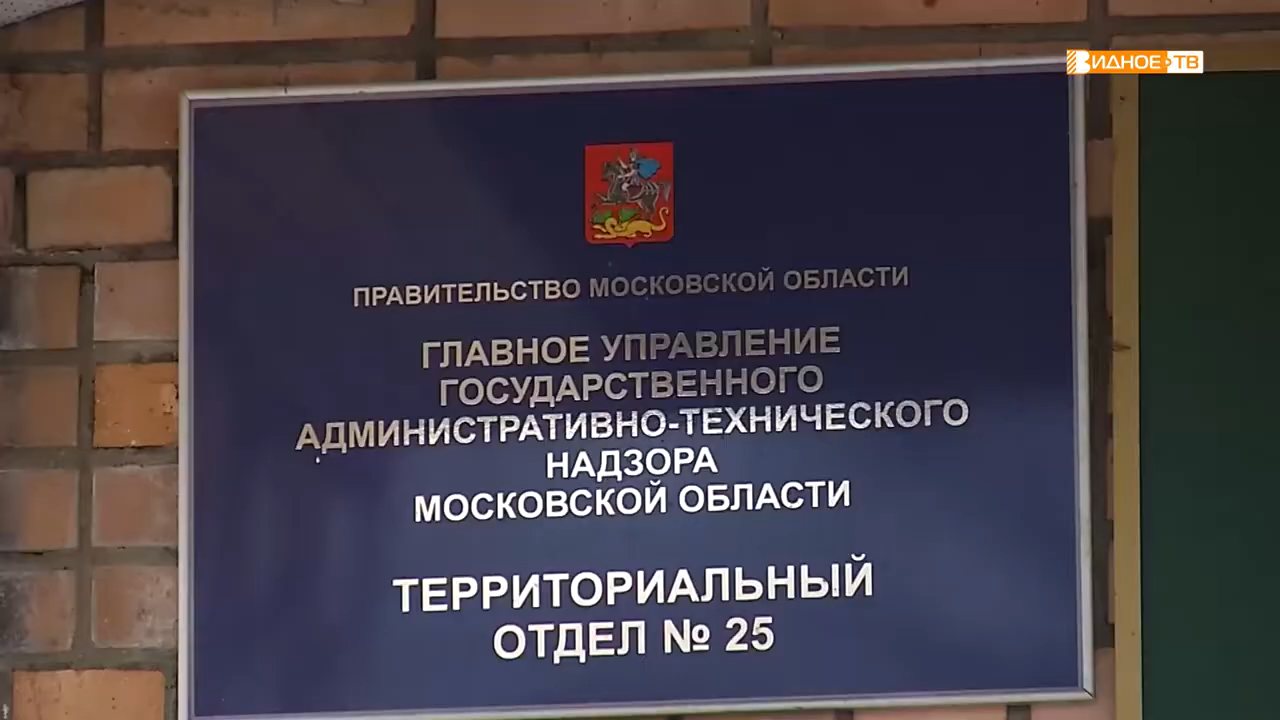 ВИДНОЕ·ТВ
ПРАВИТЕЛЬСТВО МОСКОВСКОЙ ОБЛАСТИ
ГЛАВНОЕ УПРАВЛЕНИЕ
ГОСУДАРСТВЕННОГО
АДМИНИСТРАТИВНО-ТЕХНИЧЕСКОГО
НАДЗОРА
МОСКОВСКОЙ ОБЛАСТИ
ТЕРРИТОРИАЛЬНЫЙ
ОТДЕЛ № 25